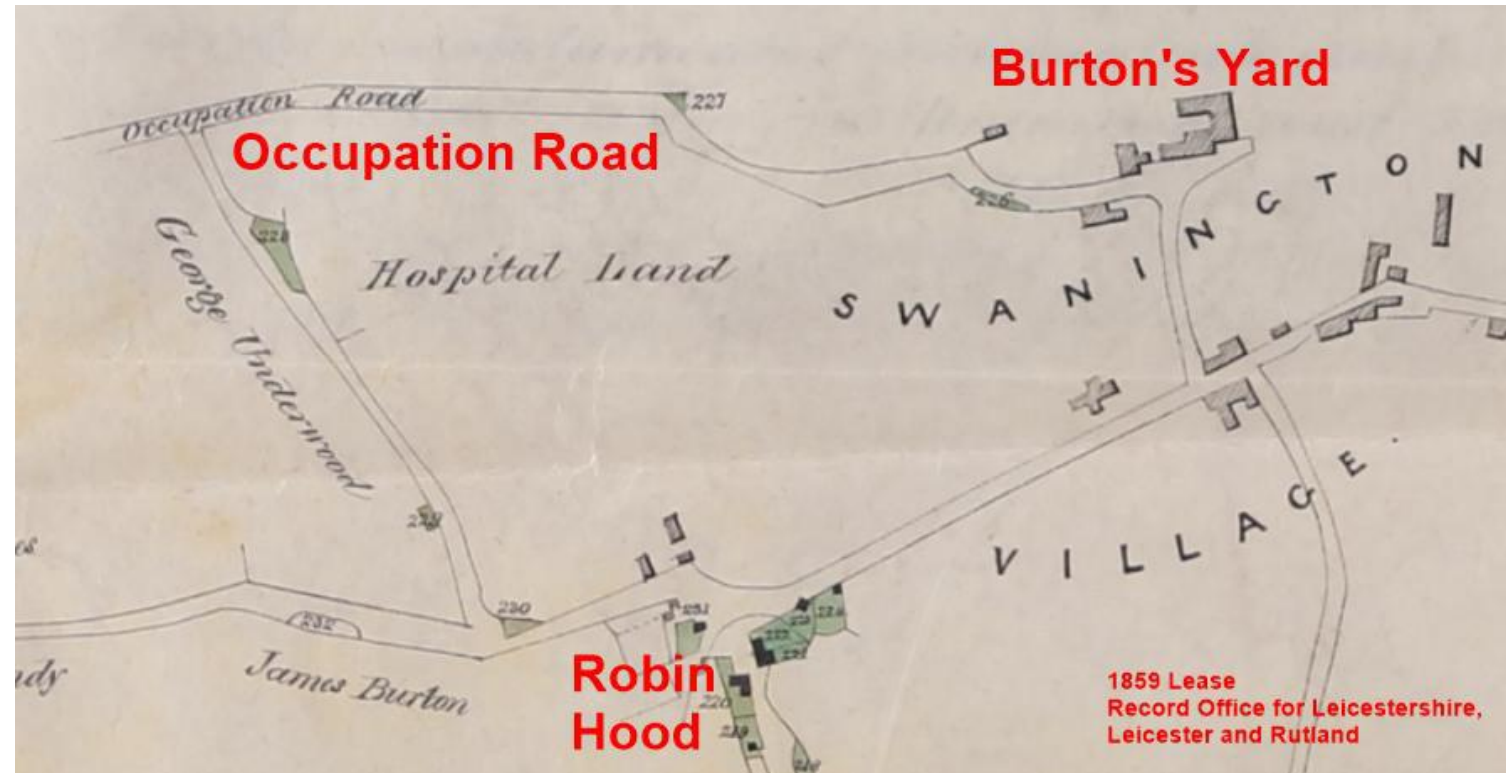 Burton's Yard
Occupation Road
227
Occupation Road
226
SWANINGTON
228
Hospital Land
George Underwood
229
VILLAGE.
230
231
232
James Burton
Robin
Hood
220
1859 Lease
Record Office for Leicestershire,
Leicester and Rutland